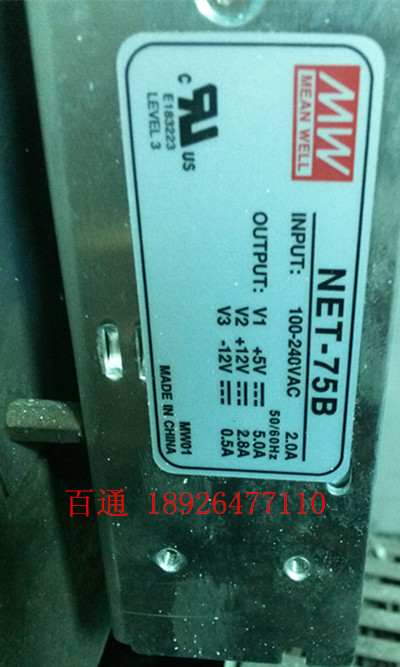 MW
MEAN WELL
NET-75B
INPUT: 100-240VAC 2.0A
50/60Hz
OUTPUT: V1 +5V 5.0A
V2 +12V 2.8A
V3 -12V 0.5A
C RU US
E183223
LEVEL 3
MW01
MADE IN CHINA
百通 18926477110